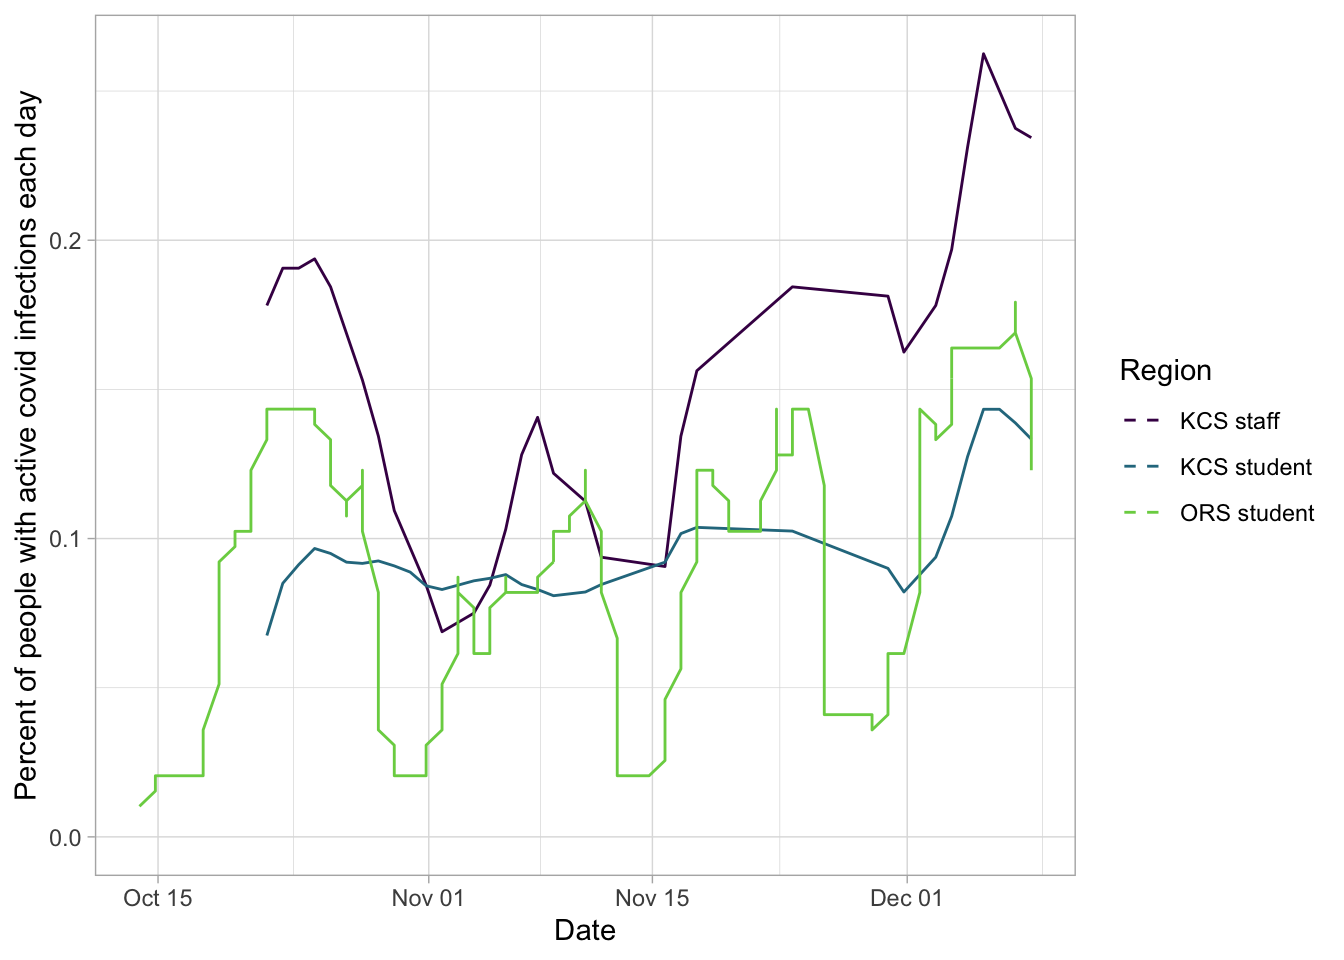 Percent of people with active covid infections each day
0.2
0.1
0.0
Oct 15
Nov 01
Nov 15
Dec 01
Date
Region
KCS staff
KCS student
ORS student